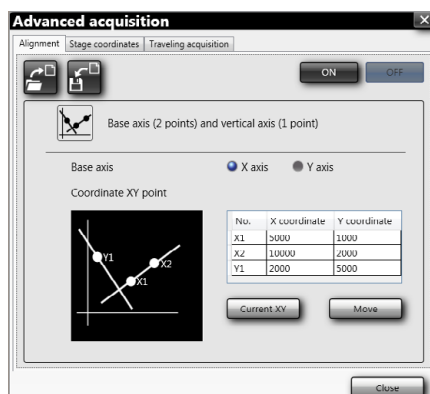 Advanced acquisition
Alignment Stage coordinates Traveling acquisition
ON OFF
Base axis (2 points) and vertical axis (1 point)
Base axis X axis Y axis
Coordinate XY point
No. X coordinate Y coordinate
X1 5000 1000
X2 10000 2000
Y1 2000 5000
Y1
X2
X1
Current XY Move
Close